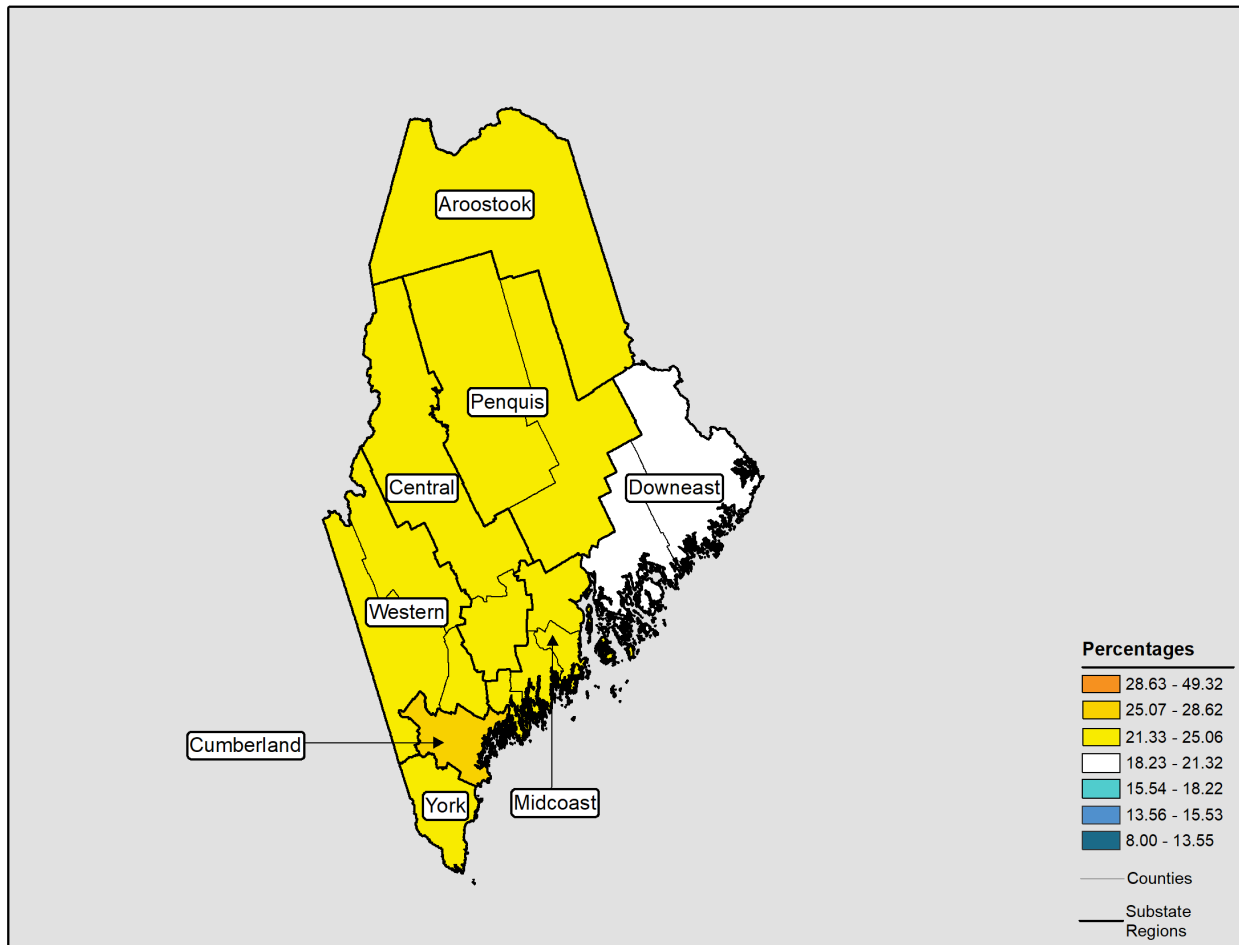 Aroostook
Penquis
Central
Downeast
Western
Cumberland
York
Midcoast
Percentages
28.63 - 49.32
25.07 - 28.62
21.33 - 25.06
18.23 - 21.32
15.54 - 18.22
13.56 - 15.53
8.00 - 13.55
Counties
Substate
Regions